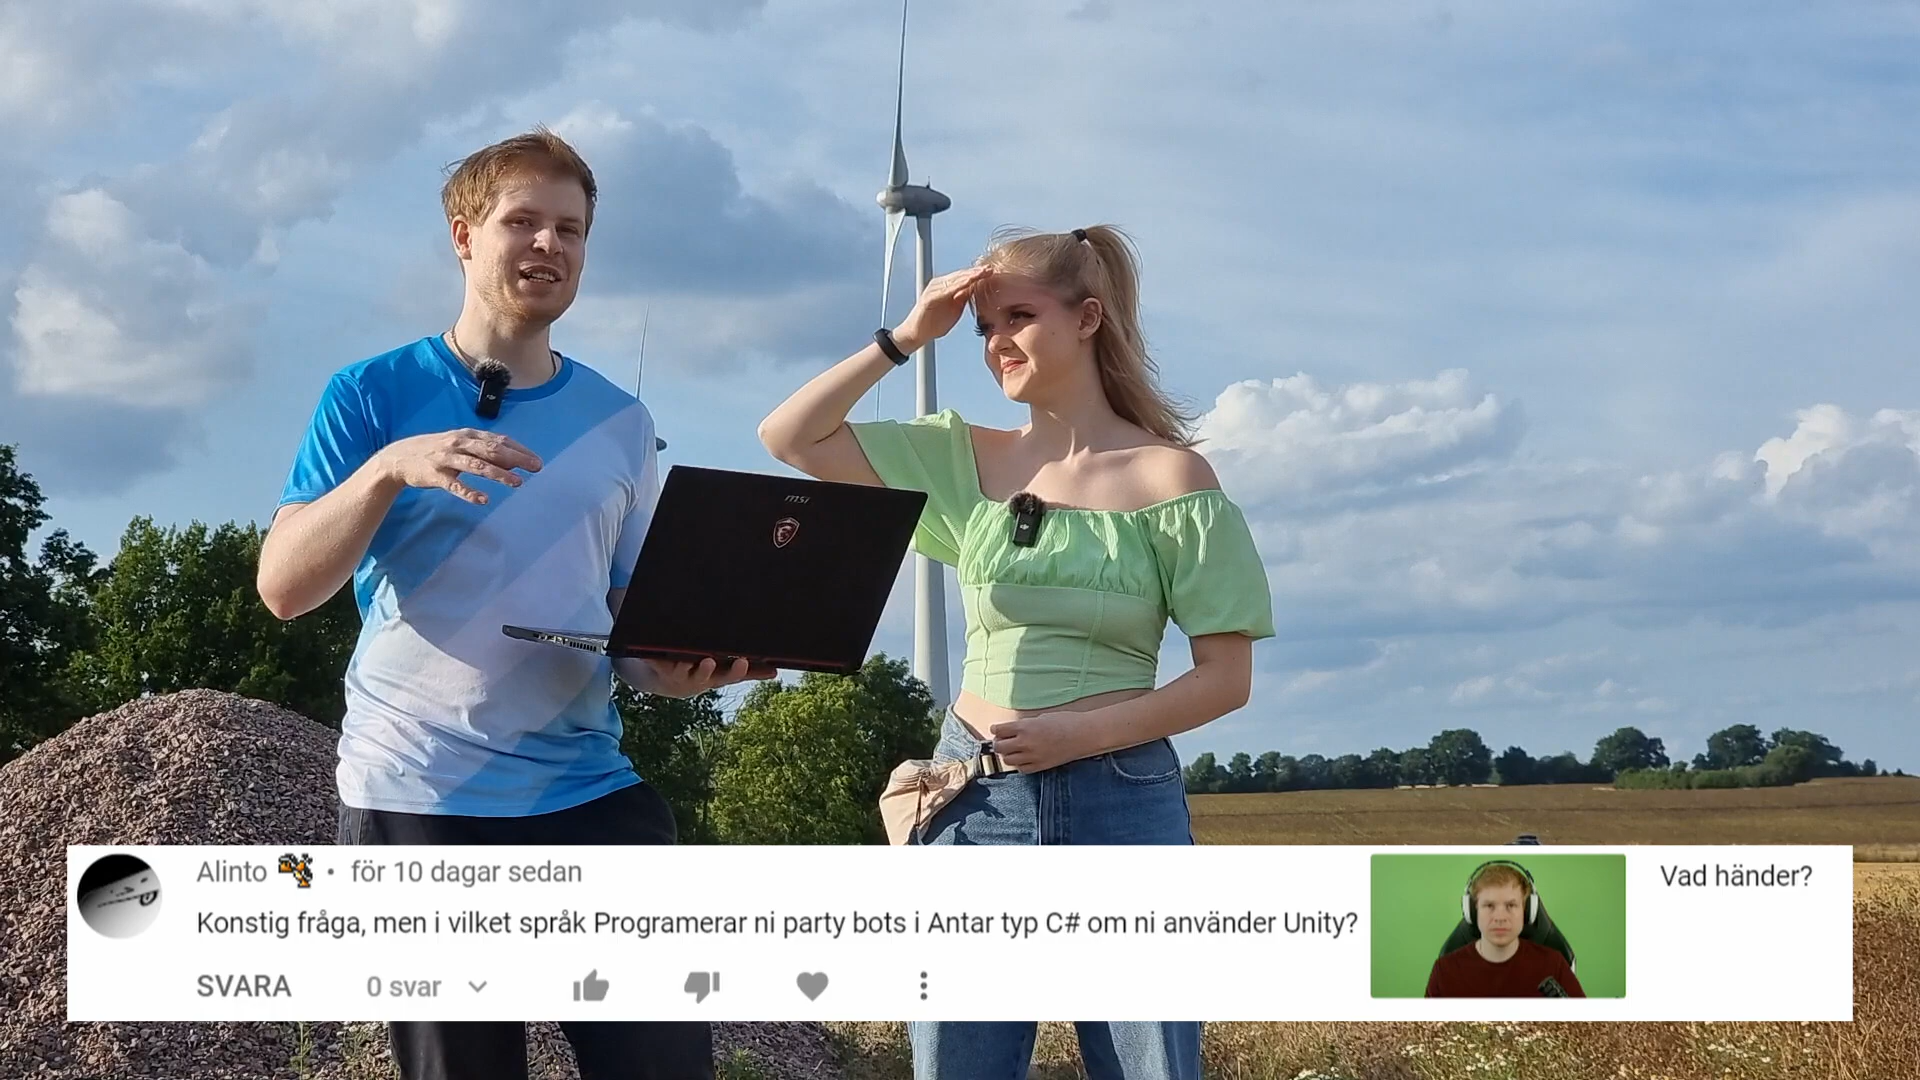 msi
Alinto • för 10 dagar sedan
Konstig fråga, men i vilket språk Programerar ni party bots i Antar typ C# om ni använder Unity?
SVARA 0 svar
Vad händer?